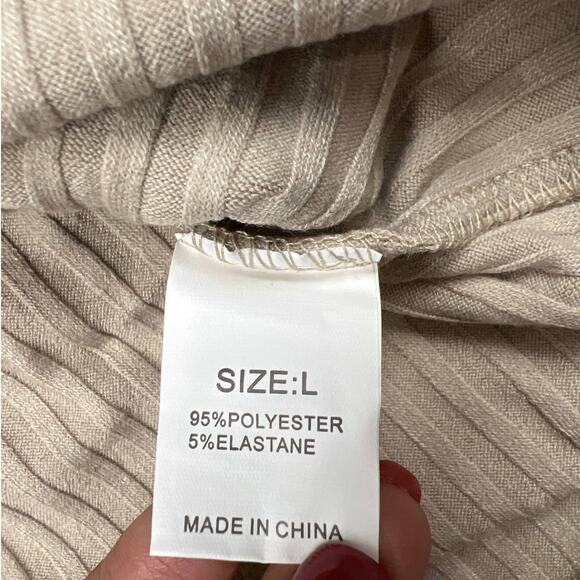 SIZE:L
95%POLYESTER
5%ELASTANE
MADE IN CHINA